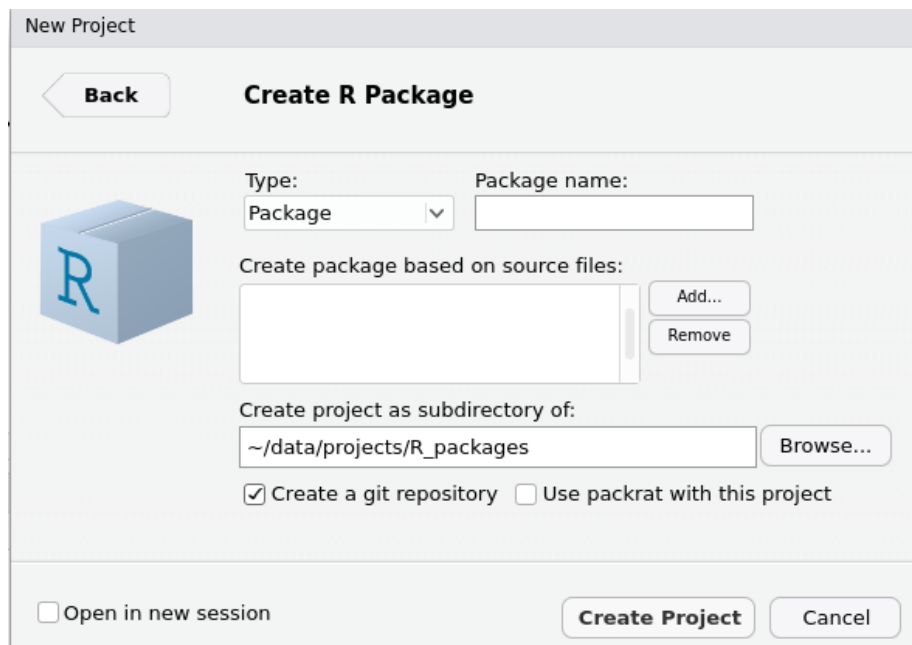 New Project
Back
Create R Package
Type:
Package name:
Package
R
Create package based on source files:
Add...
Remove
Create project as subdirectory of:
~/data/projects/R_packages
Browse...
Create a git repository
Use packrat with this project
Open in new session
Create Project
Cancel